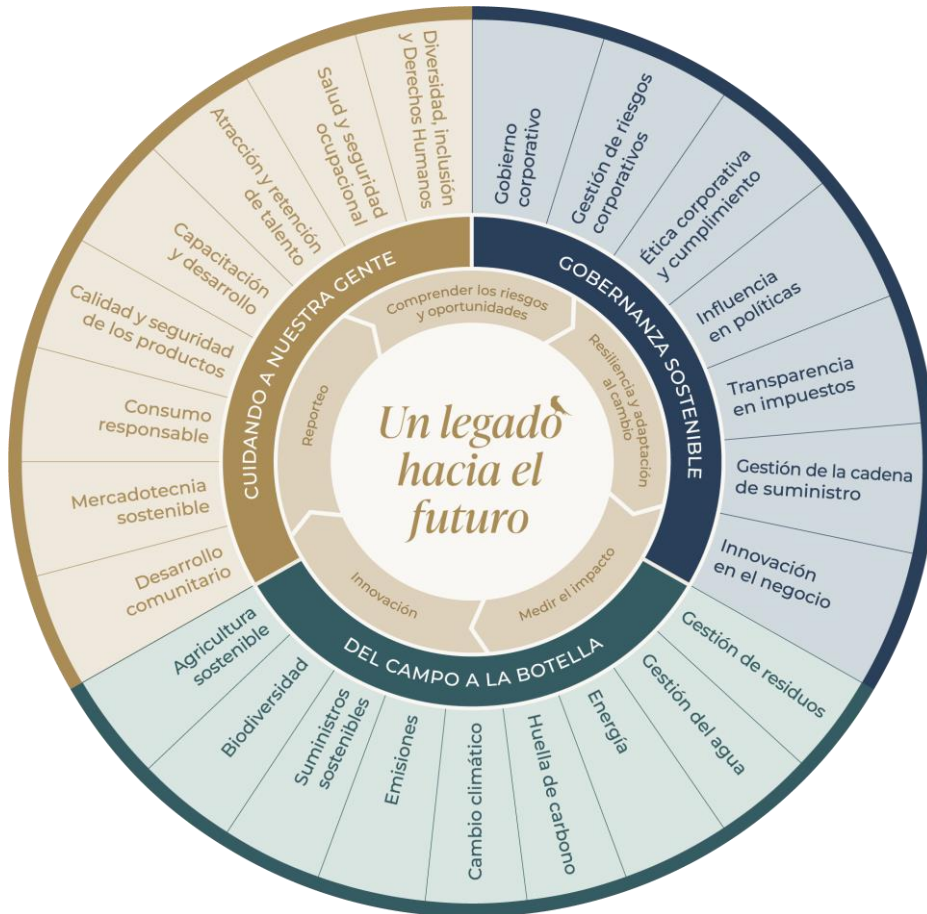 Un legado
hacia el
futuro
Comprender los riesgos
y oportunidades
Resiliencia y adaptación
al cambio
Medir el impacto
Innovación
Reporteo
GOBERNANZA SOSTENIBLE
Gobierno
corporativo
Gestión de riesgos
corporativos
Ética corporativa
y cumplimiento
Influencia
en políticas
Transparencia
en impuestos
Gestión de la cadena
de suministro
Innovación
en el negocio
DEL CAMPO A LA BOTELLA
Gestión de residuos
Gestión del agua
Energía
Huella de carbono
Cambio climático
Emisiones
Suministros
sostenibles
Biodiversidad
Agricultura
sostenible
CUIDANDO A NUESTRA GENTE
Desarrollo
comunitario
Mercadotecnia
sostenible
Consumo
responsable
Calidad y seguridad
de los productos
Capacitación
y desarrollo
Atracción y retención
de talento
Salud y seguridad
ocupacional
Diversidad, inclusión
y Derechos Humanos